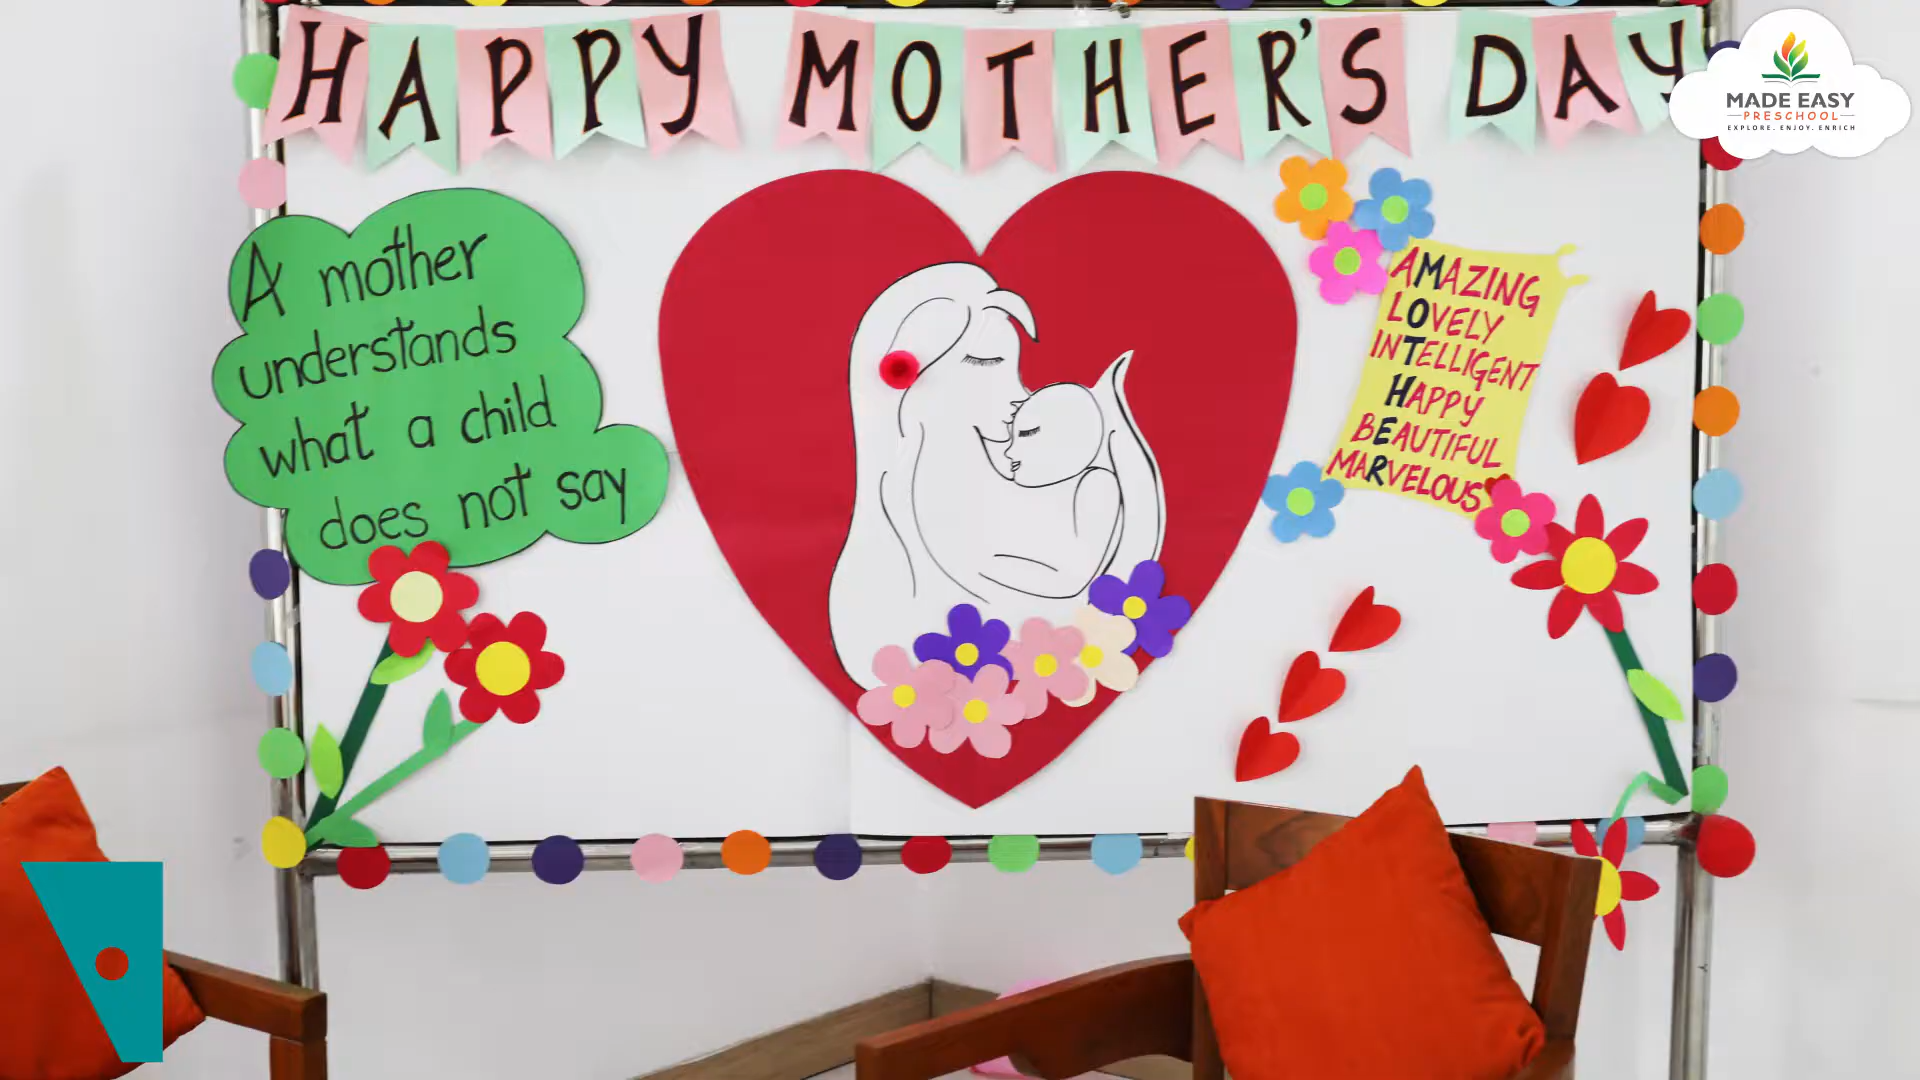 HAPPY MOTHER'S DAY
MADE EASY
PRESCHOOL
EXPLORE. ENJOY. ENRICH
A mother
understands
what a child
does not say
AMAZING
LOVELY
INTELLIGENT
HAPPY
BEAUTIFUL
MARVELOUS